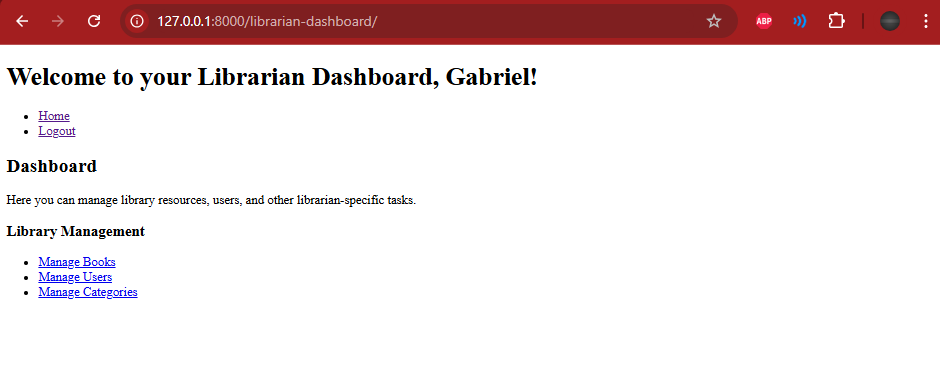 127.0.0.1:8000/librarian-dashboard/
ABP
Welcome to your Librarian Dashboard, Gabriel!
Home
Logout
Dashboard
Here you can manage library resources, users, and other librarian-specific tasks.
Library Management
Manage Books
Manage Users
Manage Categories